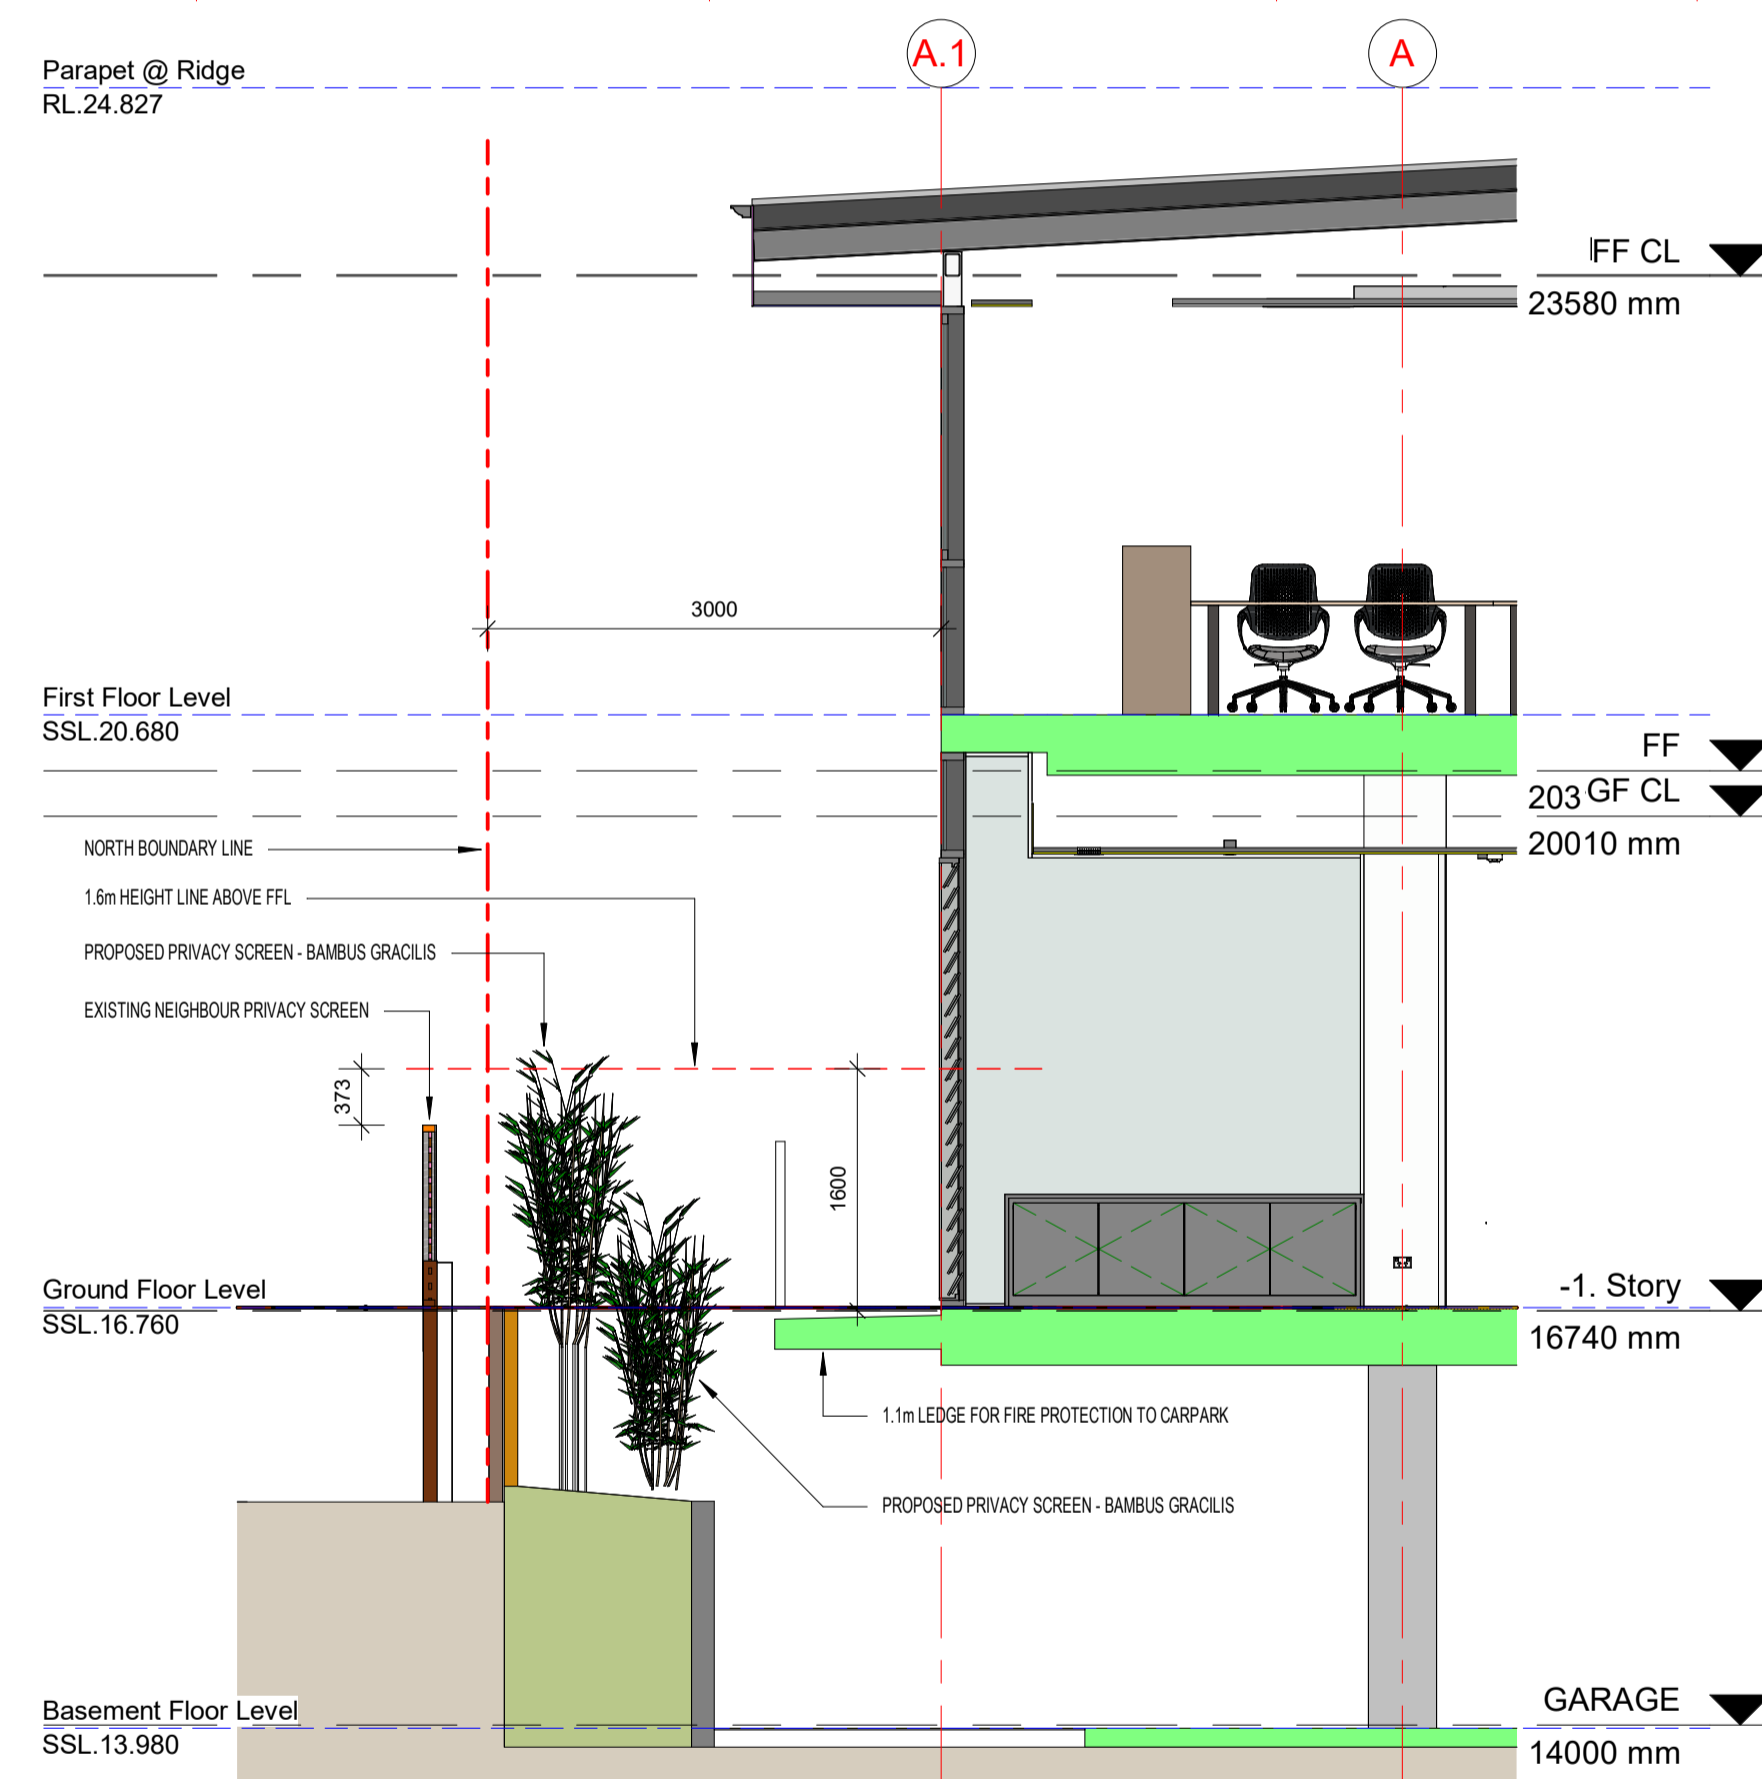 A.1
A
Parapet @ Ridge
RL.24.827
FF CL
23580 mm
3000
First Floor Level
SSL.20.680
FF
203
GF CL
20010 mm
NORTH BOUNDARY LINE
1.6m HEIGHT LINE ABOVE FFL
PROPOSED PRIVACY SCREEN - BAMBUS GRACILIS
EXISTING NEIGHBOUR PRIVACY SCREEN
373
1600
Ground Floor Level
SSL.16.760
-1. Story
16740 mm
1.1m LEDGE FOR FIRE PROTECTION TO CARPARK
PROPOSED PRIVACY SCREEN - BAMBUS GRACILIS
Basement Floor Level
SSL.13.980
GARAGE
14000 mm